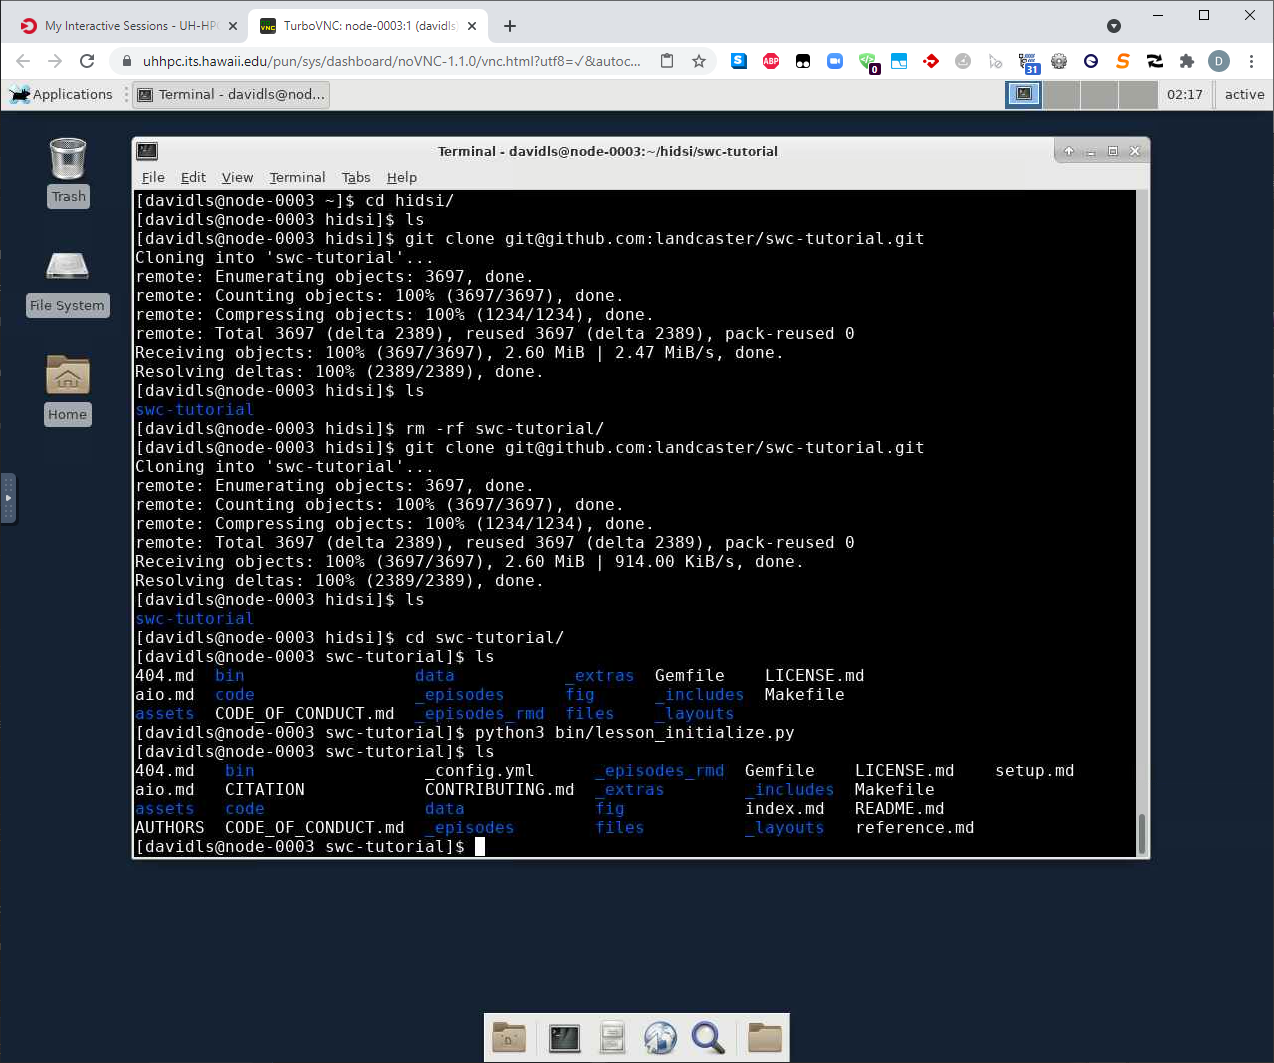 My Interactive Sessions - UH-HP
TurboVNC: node-0003:1 (davidls)
uhhpc.its.hawaii.edu/pun/sys/dashboard/noVNC-1.1.0/vnc.html?utf8=✓&autoc...
ABP
0
31
S
D
Applications
Terminal - davidls@nod...
02:17
active
Trash
File System
Home
Terminal - davidls@node-0003:~/hidsi/swc-tutorial
File Edit View Terminal Tabs Help
[davidls@node-0003 ~]$ cd hidsi/
[davidls@node-0003 hidsi]$ ls
[davidls@node-0003 hidsi]$ git clone git@github.com:landcaster/swc-tutorial.git
Cloning into 'swc-tutorial'...
remote: Enumerating objects: 3697, done.
remote: Counting objects: 100% (3697/3697), done.
remote: Compressing objects: 100% (1234/1234), done.
remote: Total 3697 (delta 2389), reused 3697 (delta 2389), pack-reused 0
Receiving objects: 100% (3697/3697), 2.60 MiB | 2.47 MiB/s, done.
Resolving deltas: 100% (2389/2389), done.
[davidls@node-0003 hidsi]$ ls
swc-tutorial
[davidls@node-0003 hidsi]$ rm -rf swc-tutorial/
[davidls@node-0003 hidsi]$ git clone git@github.com:landcaster/swc-tutorial.git
Cloning into 'swc-tutorial'...
remote: Enumerating objects: 3697, done.
remote: Counting objects: 100% (3697/3697), done.
remote: Compressing objects: 100% (1234/1234), done.
remote: Total 3697 (delta 2389), reused 3697 (delta 2389), pack-reused 0
Receiving objects: 100% (3697/3697), 2.60 MiB | 914.00 KiB/s, done.
Resolving deltas: 100% (2389/2389), done.
[davidls@node-0003 hidsi]$ ls
swc-tutorial
[davidls@node-0003 hidsi]$ cd swc-tutorial/
[davidls@node-0003 swc-tutorial]$ ls
404.md bin data _extras Gemfile LICENSE.md
aio.md code _episodes fig _includes Makefile
assets CODE_OF_CONDUCT.md _episodes_rmd files _layouts
[davidls@node-0003 swc-tutorial]$ python3 bin/lesson_initialize.py
[davidls@node-0003 swc-tutorial]$ ls
404.md bin _config.yml _episodes_rmd Gemfile LICENSE.md setup.md
aio.md CITATION CONTRIBUTING.md _extras _includes Makefile
assets code data fig index.md README.md
AUTHORS CODE_OF_CONDUCT.md _episodes files _layouts reference.md
[davidls@node-0003 swc-tutorial]$